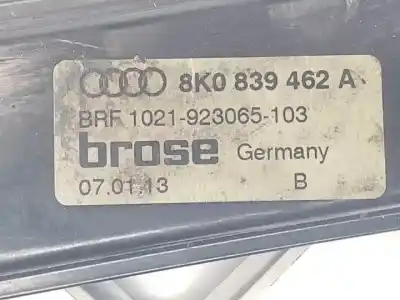 8K0 839 462 A
BRF 1021-923065-103
brose Germany
07.01.13 B